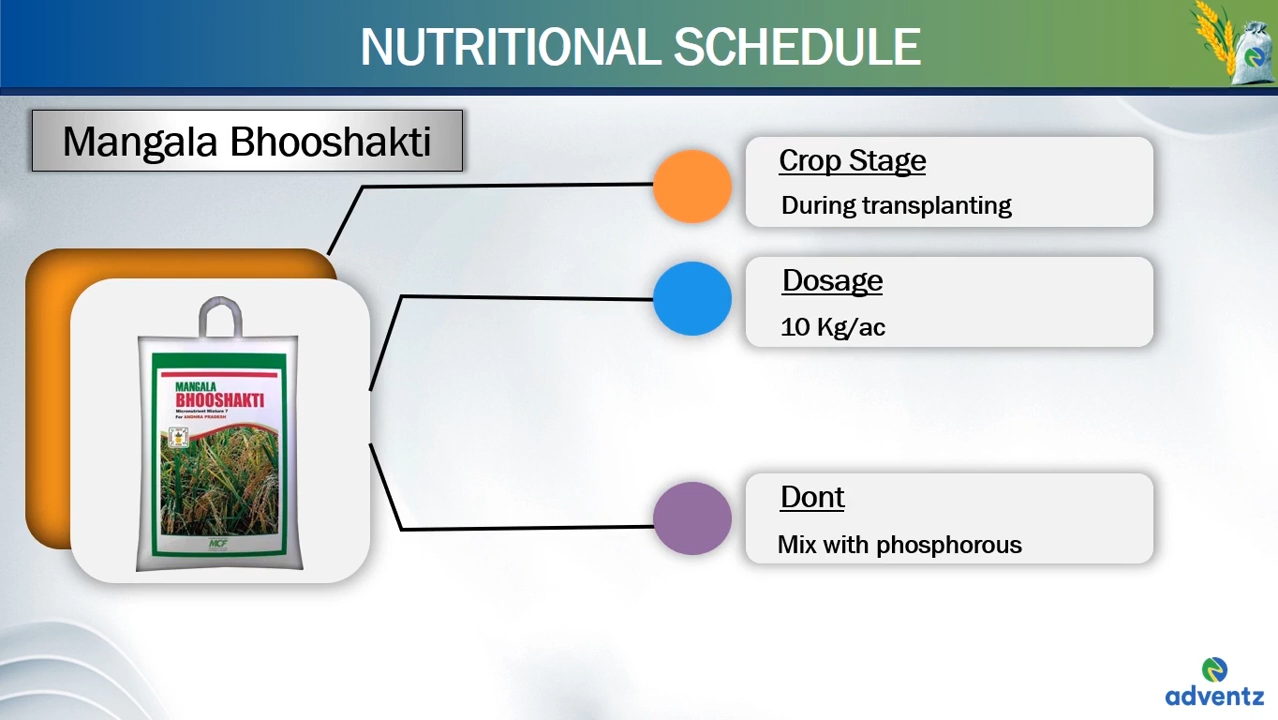 NUTRITIONAL SCHEDULE
Mangala Bhooshakti
Crop Stage
During transplanting
Dosage
10 Kg/ac
MANGALA
BHOOSHAKTI
Micronutrient Mixture 7
For ANDHRA PRADESH
MCF
Dont
Mix with phosphorous
adventz